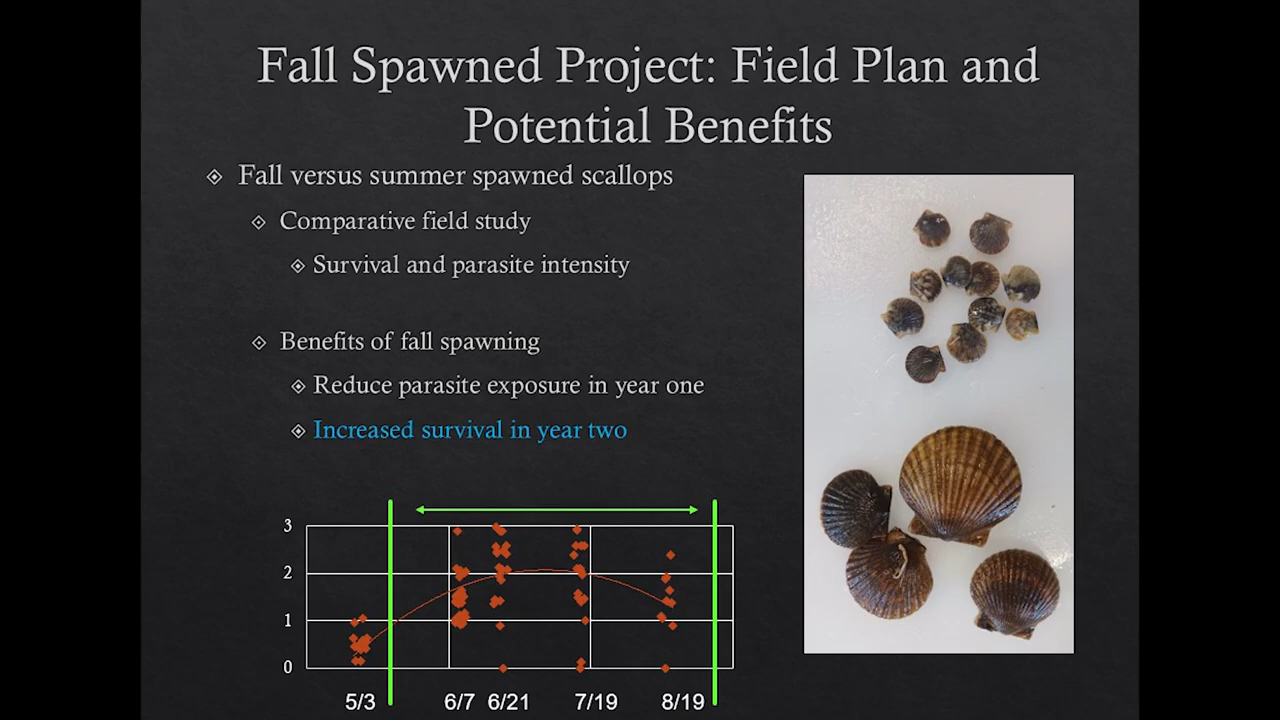 Fall Spawned Project: Field Plan and
Potential Benefits
Fall versus summer spawned scallops
Comparative field study
Survival and parasite intensity
Benefits of fall spawning
Reduce parasite exposure in year one
Increased survival in year two
3
2
1
0
5/3 6/7 6/21 7/19 8/19